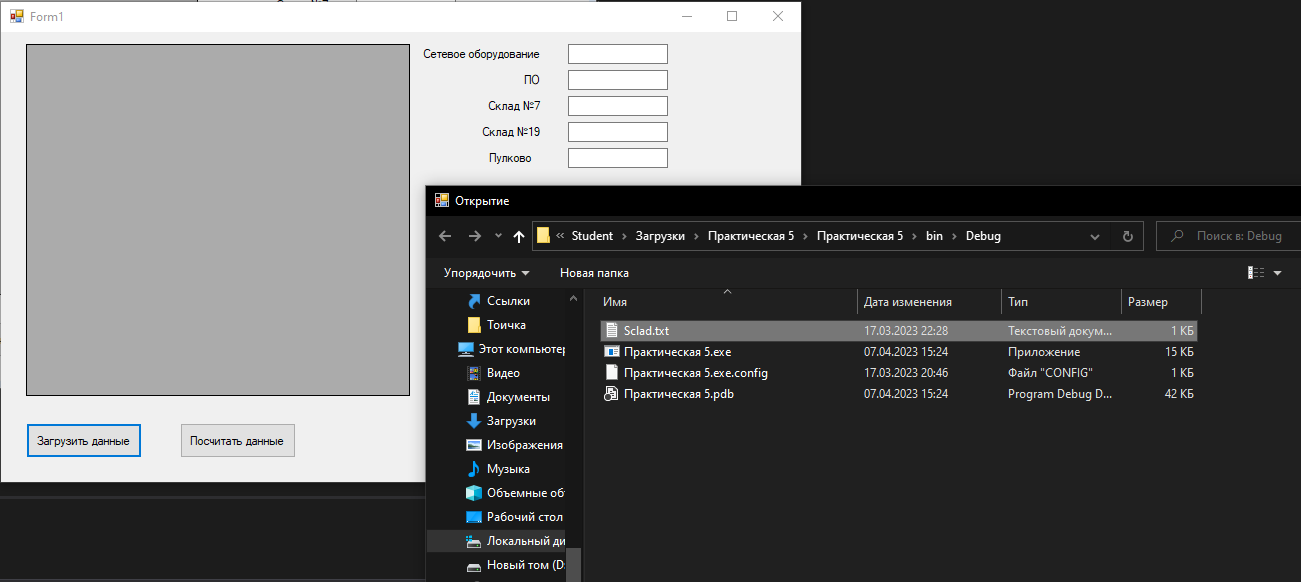 Form1
Сетевое оборудование
ПО
Склад №7
Склад №19
Пулково
Загрузить данные
Посчитать данные
Открытие
« Student › Загрузки › Практическая 5 › Практическая 5 › bin › Debug
Поиск в: Debug
Упорядочить
Новая папка
Ссылки
Тоичка
Этот компьютер
Видео
Документы
Загрузки
Изображения
Музыка
Объемные об
Рабочий стол
Локальный ди
Новый том (D:
Имя Дата изменения Тип Размер
Sclad.txt 17.03.2023 22:28 Текстовый докум... 1 КБ
Практическая 5.exe 07.04.2023 15:24 Приложение 15 КБ
Практическая 5.exe.config 17.03.2023 20:46 Файл "CONFIG" 1 КБ
Практическая 5.pdb 07.04.2023 15:24 Program Debug D... 42 КБ